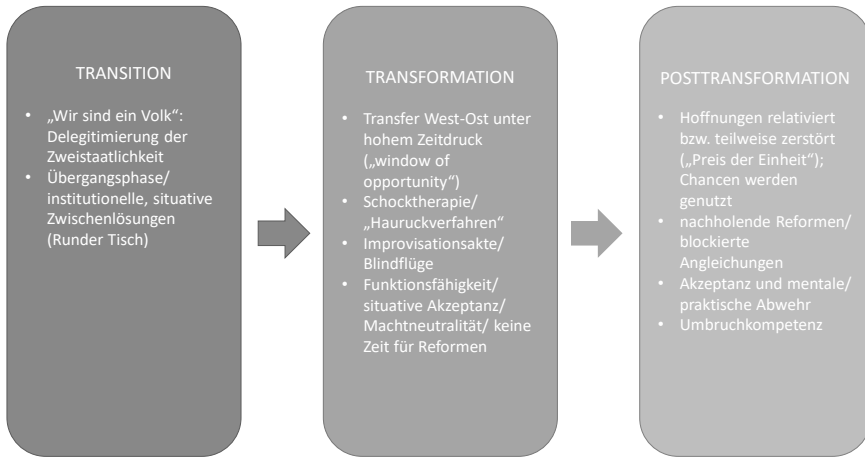 TRANSITION
• „Wir sind ein Volk“:
Delegitimierung der
Zweistaatlichkeit
• Übergangsphase/
institutionelle, situative
Zwischenlösungen
(Runder Tisch)
TRANSFORMATION
• Transfer West-Ost unter
hohem Zeitdruck
(„window of
opportunity“)
• Schocktherapie/
„Hauruckverfahren“
• Improvisationsakte/
Blindflüge
• Funktionsfähigkeit/
situative Akzeptanz/
Machtneutralität/ keine
Zeit für Reformen
POSTTRANSFORMATION
• Hoffnungen relativiert
bzw. teilweise zerstört
(„Preis der Einheit“);
Chancen werden
genutzt
• nachholende Reformen/
blockierte
Angleichungen
• Akzeptanz und mentale/
praktische Abwehr
• Umbruchkompetenz